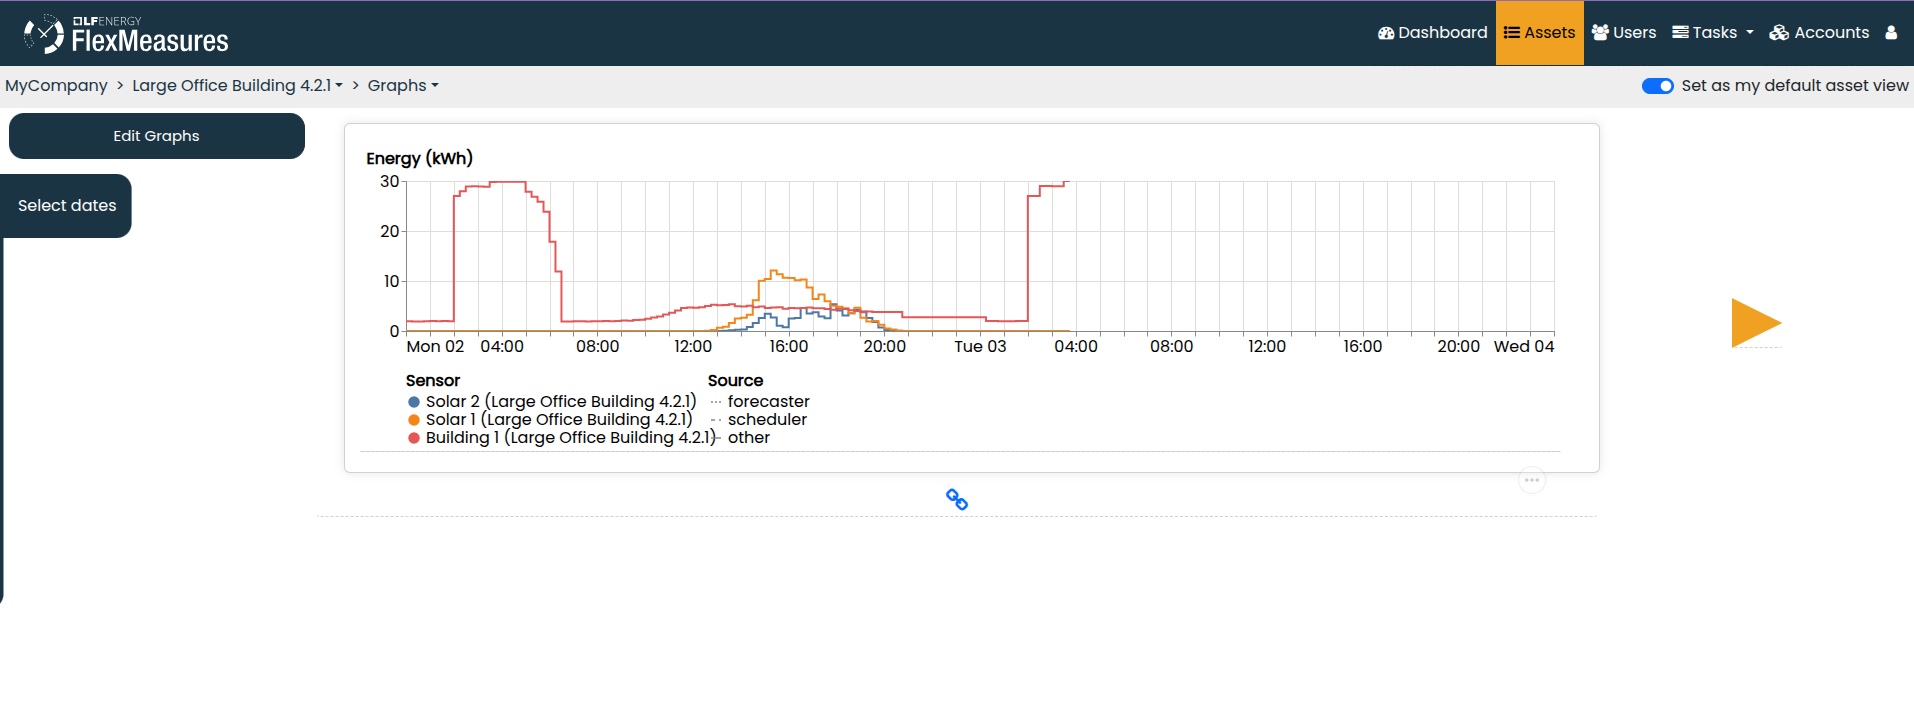 LFENERGY
FlexMeasures
Dashboard Assets Users Tasks Accounts
MyCompany > Large Office Building 4.2.1 > Graphs
Set as my default asset view
Edit Graphs
Select dates
Energy (kWh)
30
20
10
0
Mon 02 04:00 08:00 12:00 16:00 20:00 Tue 03 04:00 08:00 12:00 16:00 20:00 Wed 04
Sensor Source
Solar 2 (Large Office Building 4.2.1) forecaster
Solar 1 (Large Office Building 4.2.1) scheduler
Building 1 (Large Office Building 4.2.1) other